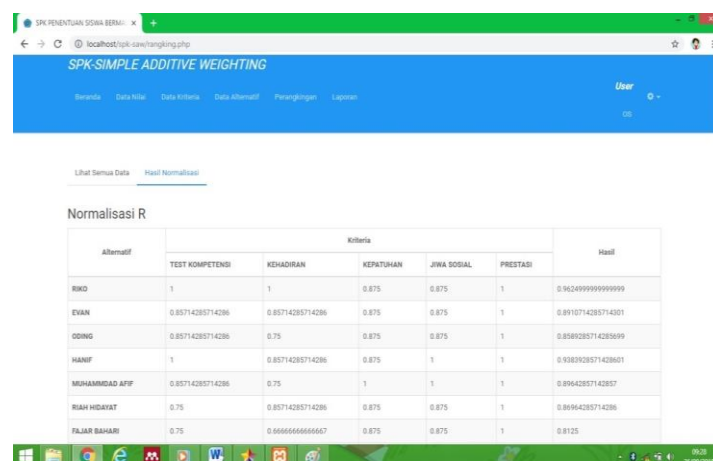 SPK PENENTUAN SISWA BERMA
localhost/spk-saw/rangking.php
SPK-SIMPLE ADDITIVE WEIGHTING
User
Beranda Data Nilai Data Kriteria Data Alternatif Perangkingan Laporan
Lihat Semua Data Hasil Normalisasi
Normalisasi R
Alternatif Kriteria Hasil
TEST KOMPETENSI KEHADIRAN KEPATUHAN JIWA SOSIAL PRESTASI
RIKO 1 1 0.875 0.875 1 0.9624999999999999
EVAN 0.85714285714286 0.85714285714286 0.875 0.875 1 0.8910714285714301
ODING 0.85714285714286 0.75 0.875 0.875 1 0.8589285714285699
HANIF 1 0.85714285714286 0.875 1 1 0.9383928571428601
MUHAMMDAD AFIF 0.85714285714286 0.75 1 1 1 0.89642857142857
RIAH HIDAYAT 0.75 0.85714285714286 0.875 0.875 1 0.86964285714286
FAJAR BAHARI 0.75 0.66666666666667 0.875 0.875 1 0.8125
09:20